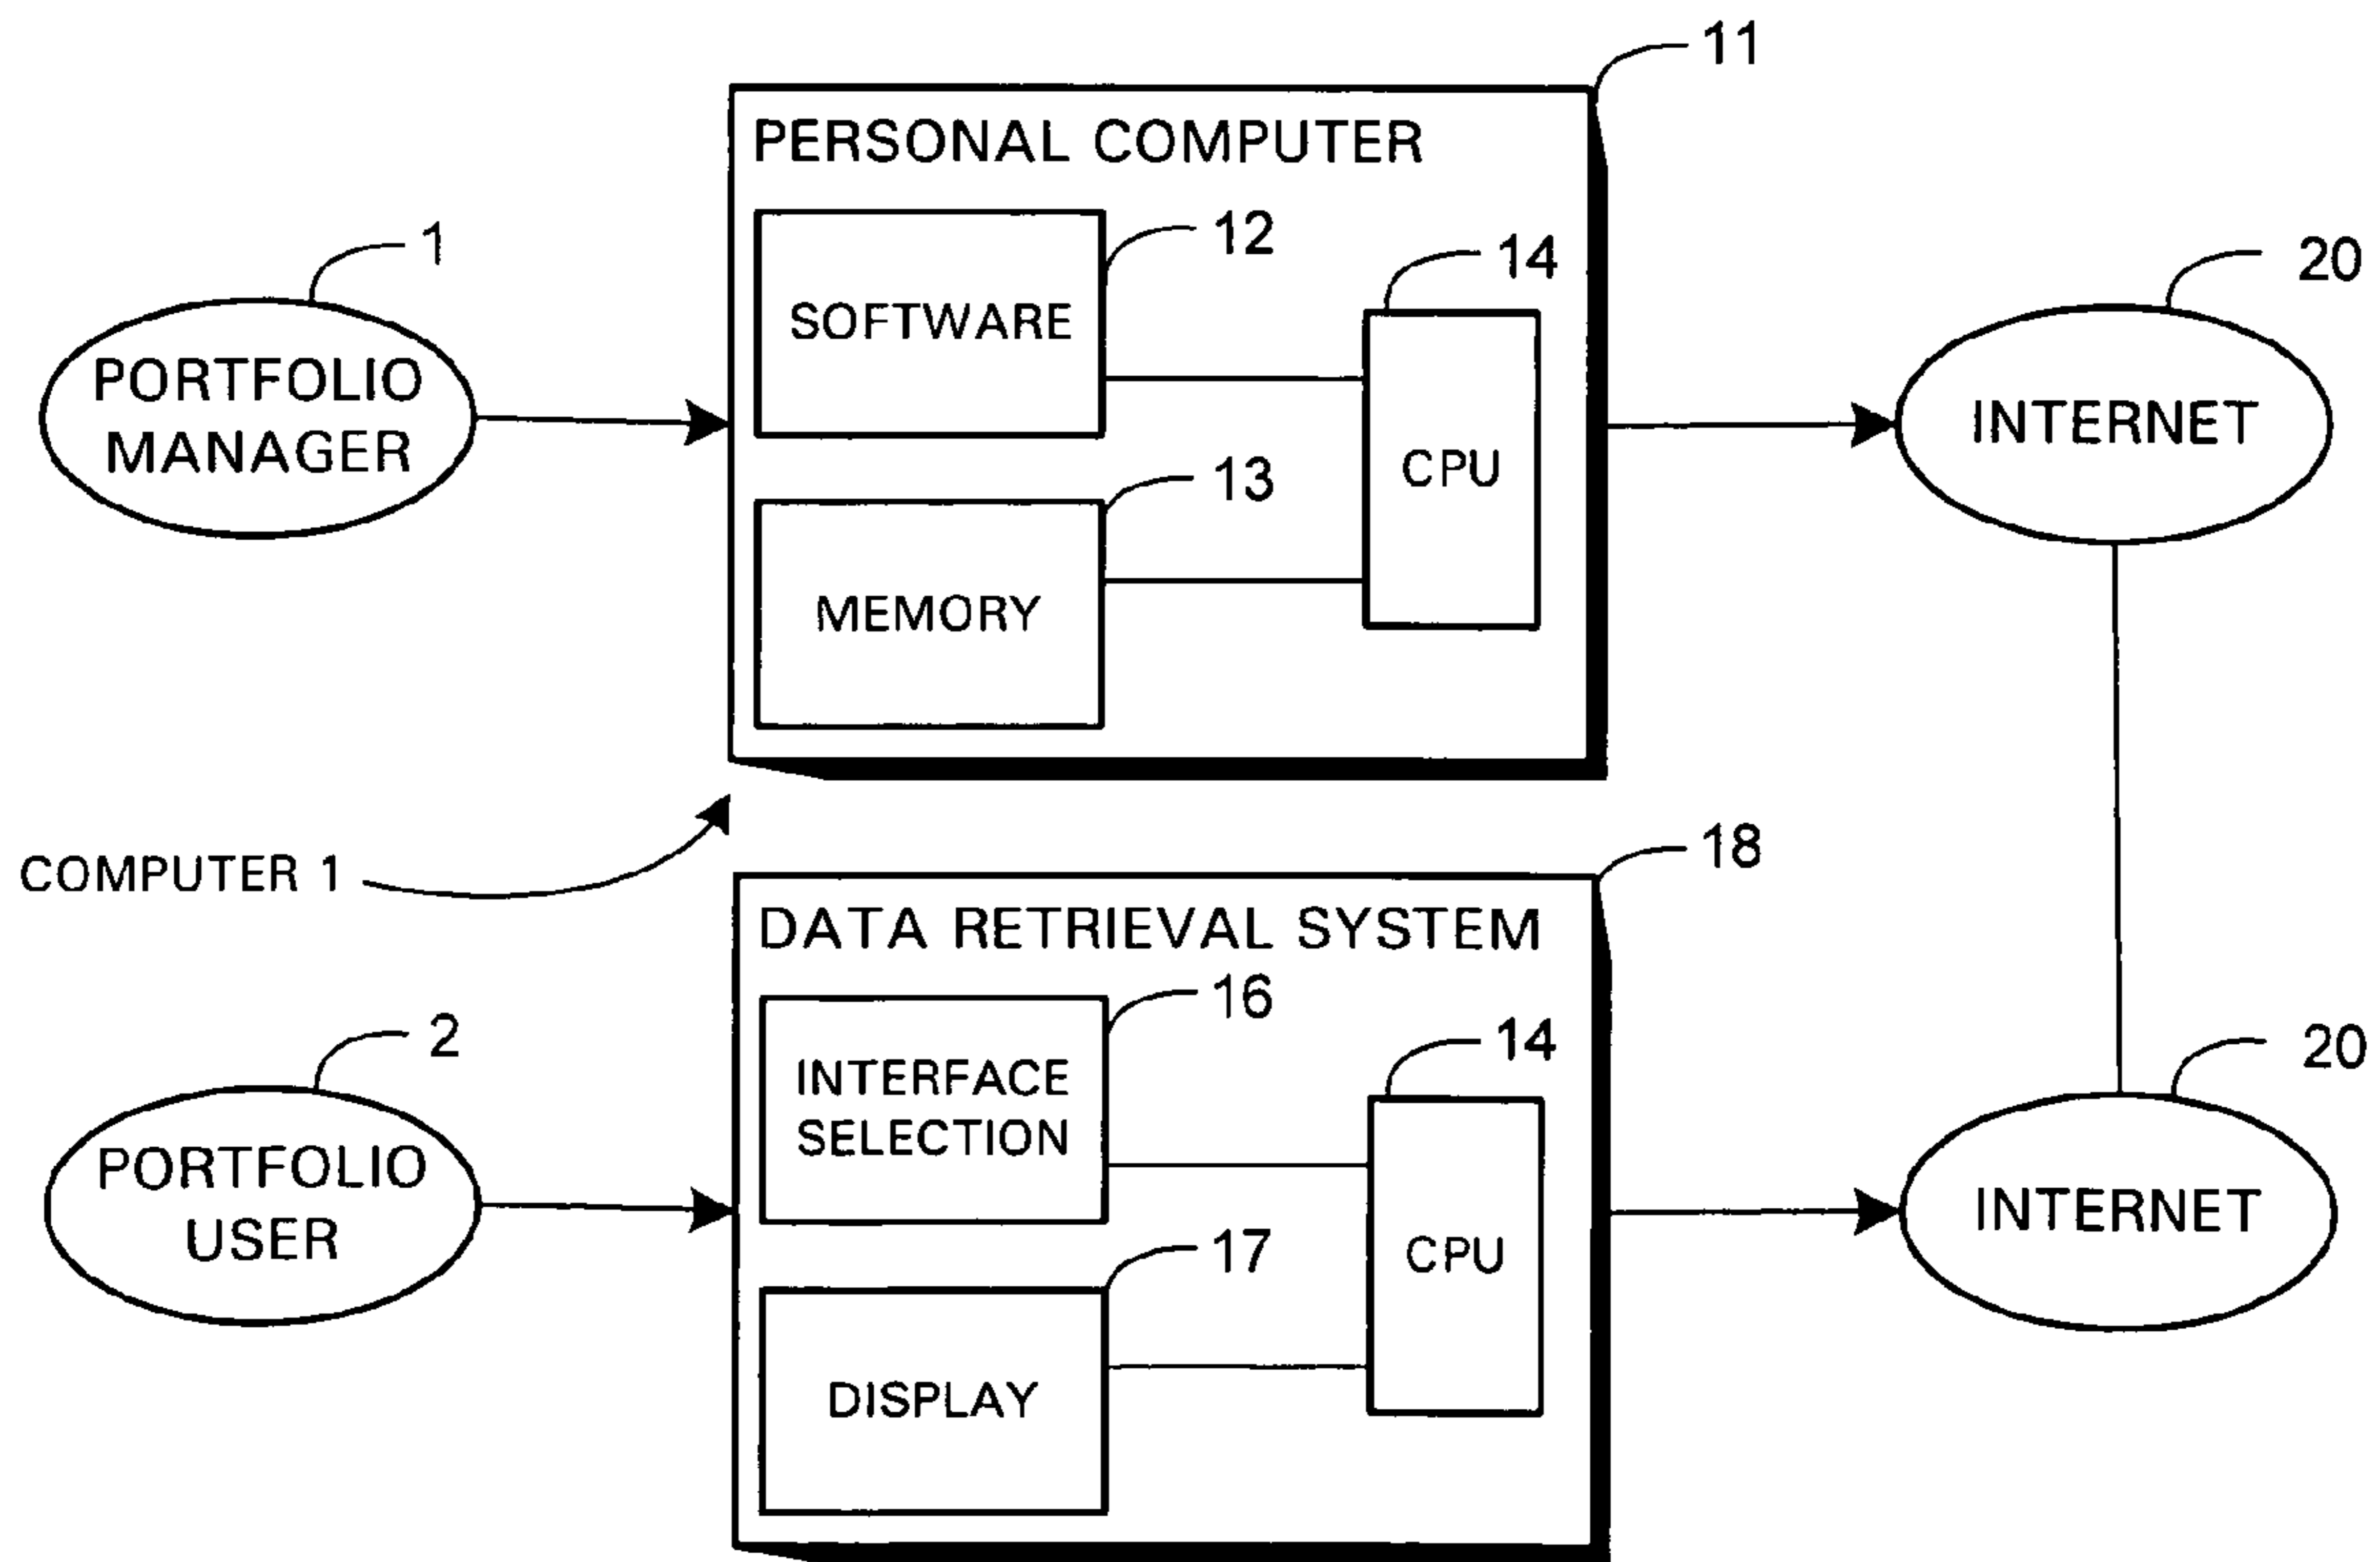 11
PERSONAL COMPUTER
1
12
14
20
SOFTWARE
PORTFOLIO
MANAGER
INTERNET
CPU
13
MEMORY
COMPUTER 1
18
DATA RETRIEVAL SYSTEM
2
16
14
20
INTERFACE
SELECTION
PORTFOLIO
USER
INTERNET
17
CPU
DISPLAY